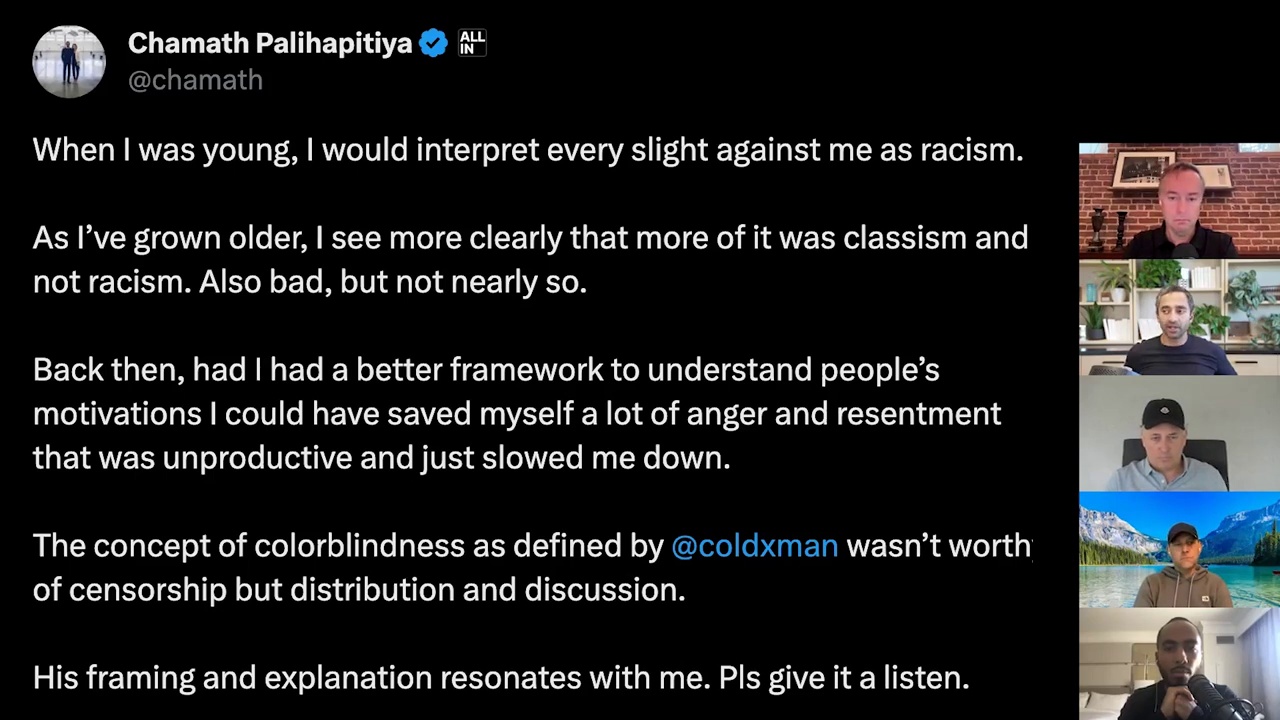 Chamath Palihapitiya ALL IN
@chamath
When I was young, I would interpret every slight against me as racism.
As I’ve grown older, I see more clearly that more of it was classism and
not racism. Also bad, but not nearly so.
Back then, had I had a better framework to understand people’s
motivations I could have saved myself a lot of anger and resentment
that was unproductive and just slowed me down.
The concept of colorblindness as defined by @coldxman wasn’t worthy
of censorship but distribution and discussion.
His framing and explanation resonates with me. Pls give it a listen.